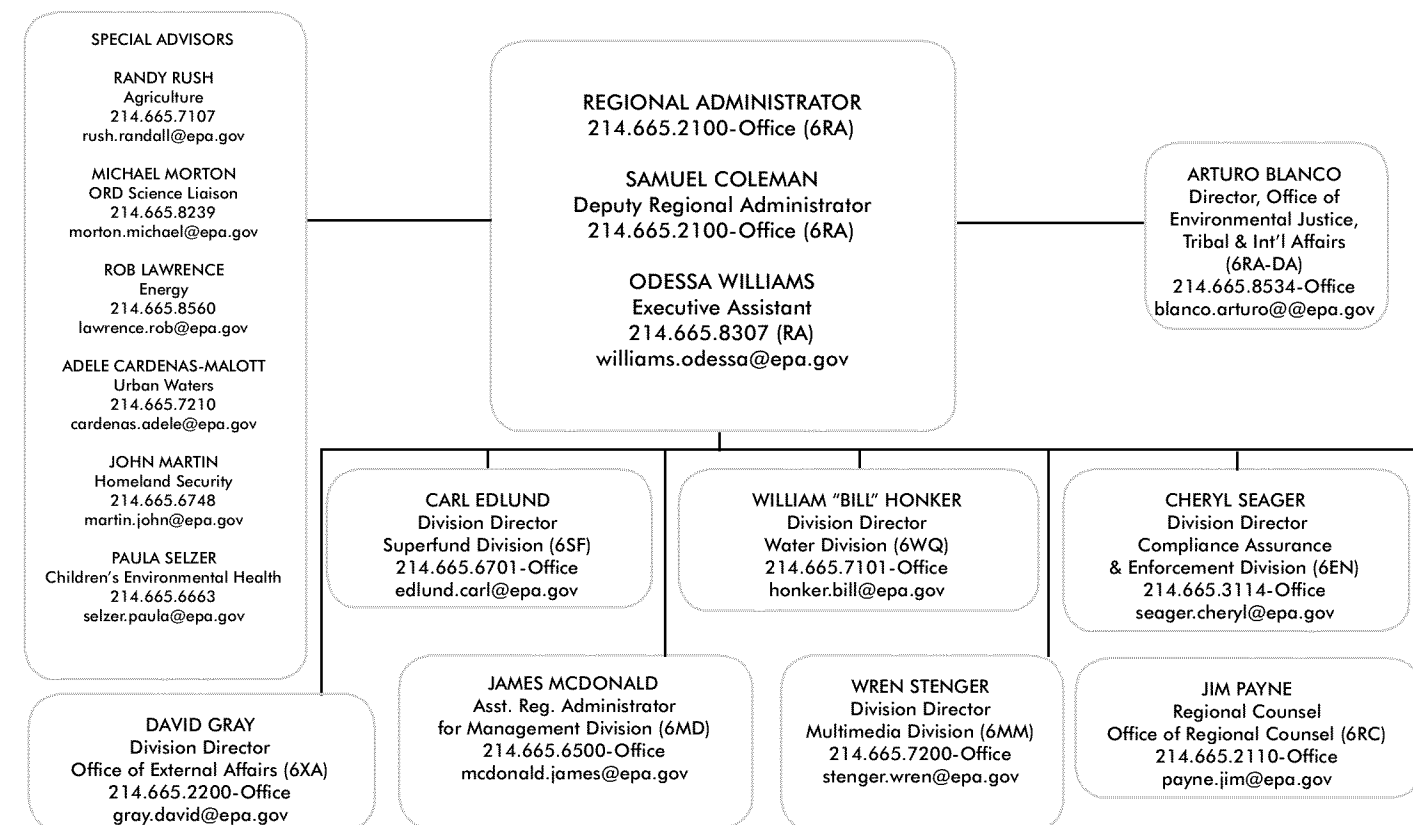 SPECIAL ADVISORS
RANDY RUSH
Agriculture
214.665.7107
rush.randall@epa.gov
MICHAEL MORTON
ORD Science Liaison
214.665.8239
morton.michael@epa.gov
ROB LAWRENCE
Energy
214.665.8560
lawrence.rob@epa.gov
ADELE CARDENAS-MALOTT
Urban Waters
214.665.7210
cardenas.adele@epa.gov
JOHN MARTIN
Homeland Security
214.665.6748
martin.john@epa.gov
PAULA SELZER
Children's Environmental Health
214.665.6663
selzer.paula@epa.gov
REGIONAL ADMINISTRATOR
214.665.2100-Office (6RA)
SAMUEL COLEMAN
Deputy Regional Administrator
214.665.2100-Office (6RA)
ODESSA WILLIAMS
Executive Assistant
214.665.8307 (RA)
williams.odessa@epa.gov
ARTURO BLANCO
Director, Office of
Environmental Justice,
Tribal & Int'l Affairs
(6RA-DA)
214.665.8534-Office
blanco.arturo@@epa.gov
CARL EDLUND
Division Director
Superfund Division (6SF)
214.665.6701-Office
edlund.carl@epa.gov
WILLIAM "BILL" HONKER
Division Director
Water Division (6WQ)
214.665.7101-Office
honker.bill@epa.gov
CHERYL SEAGER
Division Director
Compliance Assurance
& Enforcement Division (6EN)
214.665.3114-Office
seager.cheryl@epa.gov
DAVID GRAY
Division Director
Office of External Affairs (6XA)
214.665.2200-Office
gray.david@epa.gov
JAMES MCDONALD
Asst. Reg. Administrator
for Management Division (6MD)
214.665.6500-Office
mcdonald.james@epa.gov
WREN STENGER
Division Director
Multimedia Division (6MM)
214.665.7200-Office
stenger.wren@epa.gov
JIM PAYNE
Regional Counsel
Office of Regional Counsel (6RC)
214.665.2110-Office
payne.jim@epa.gov